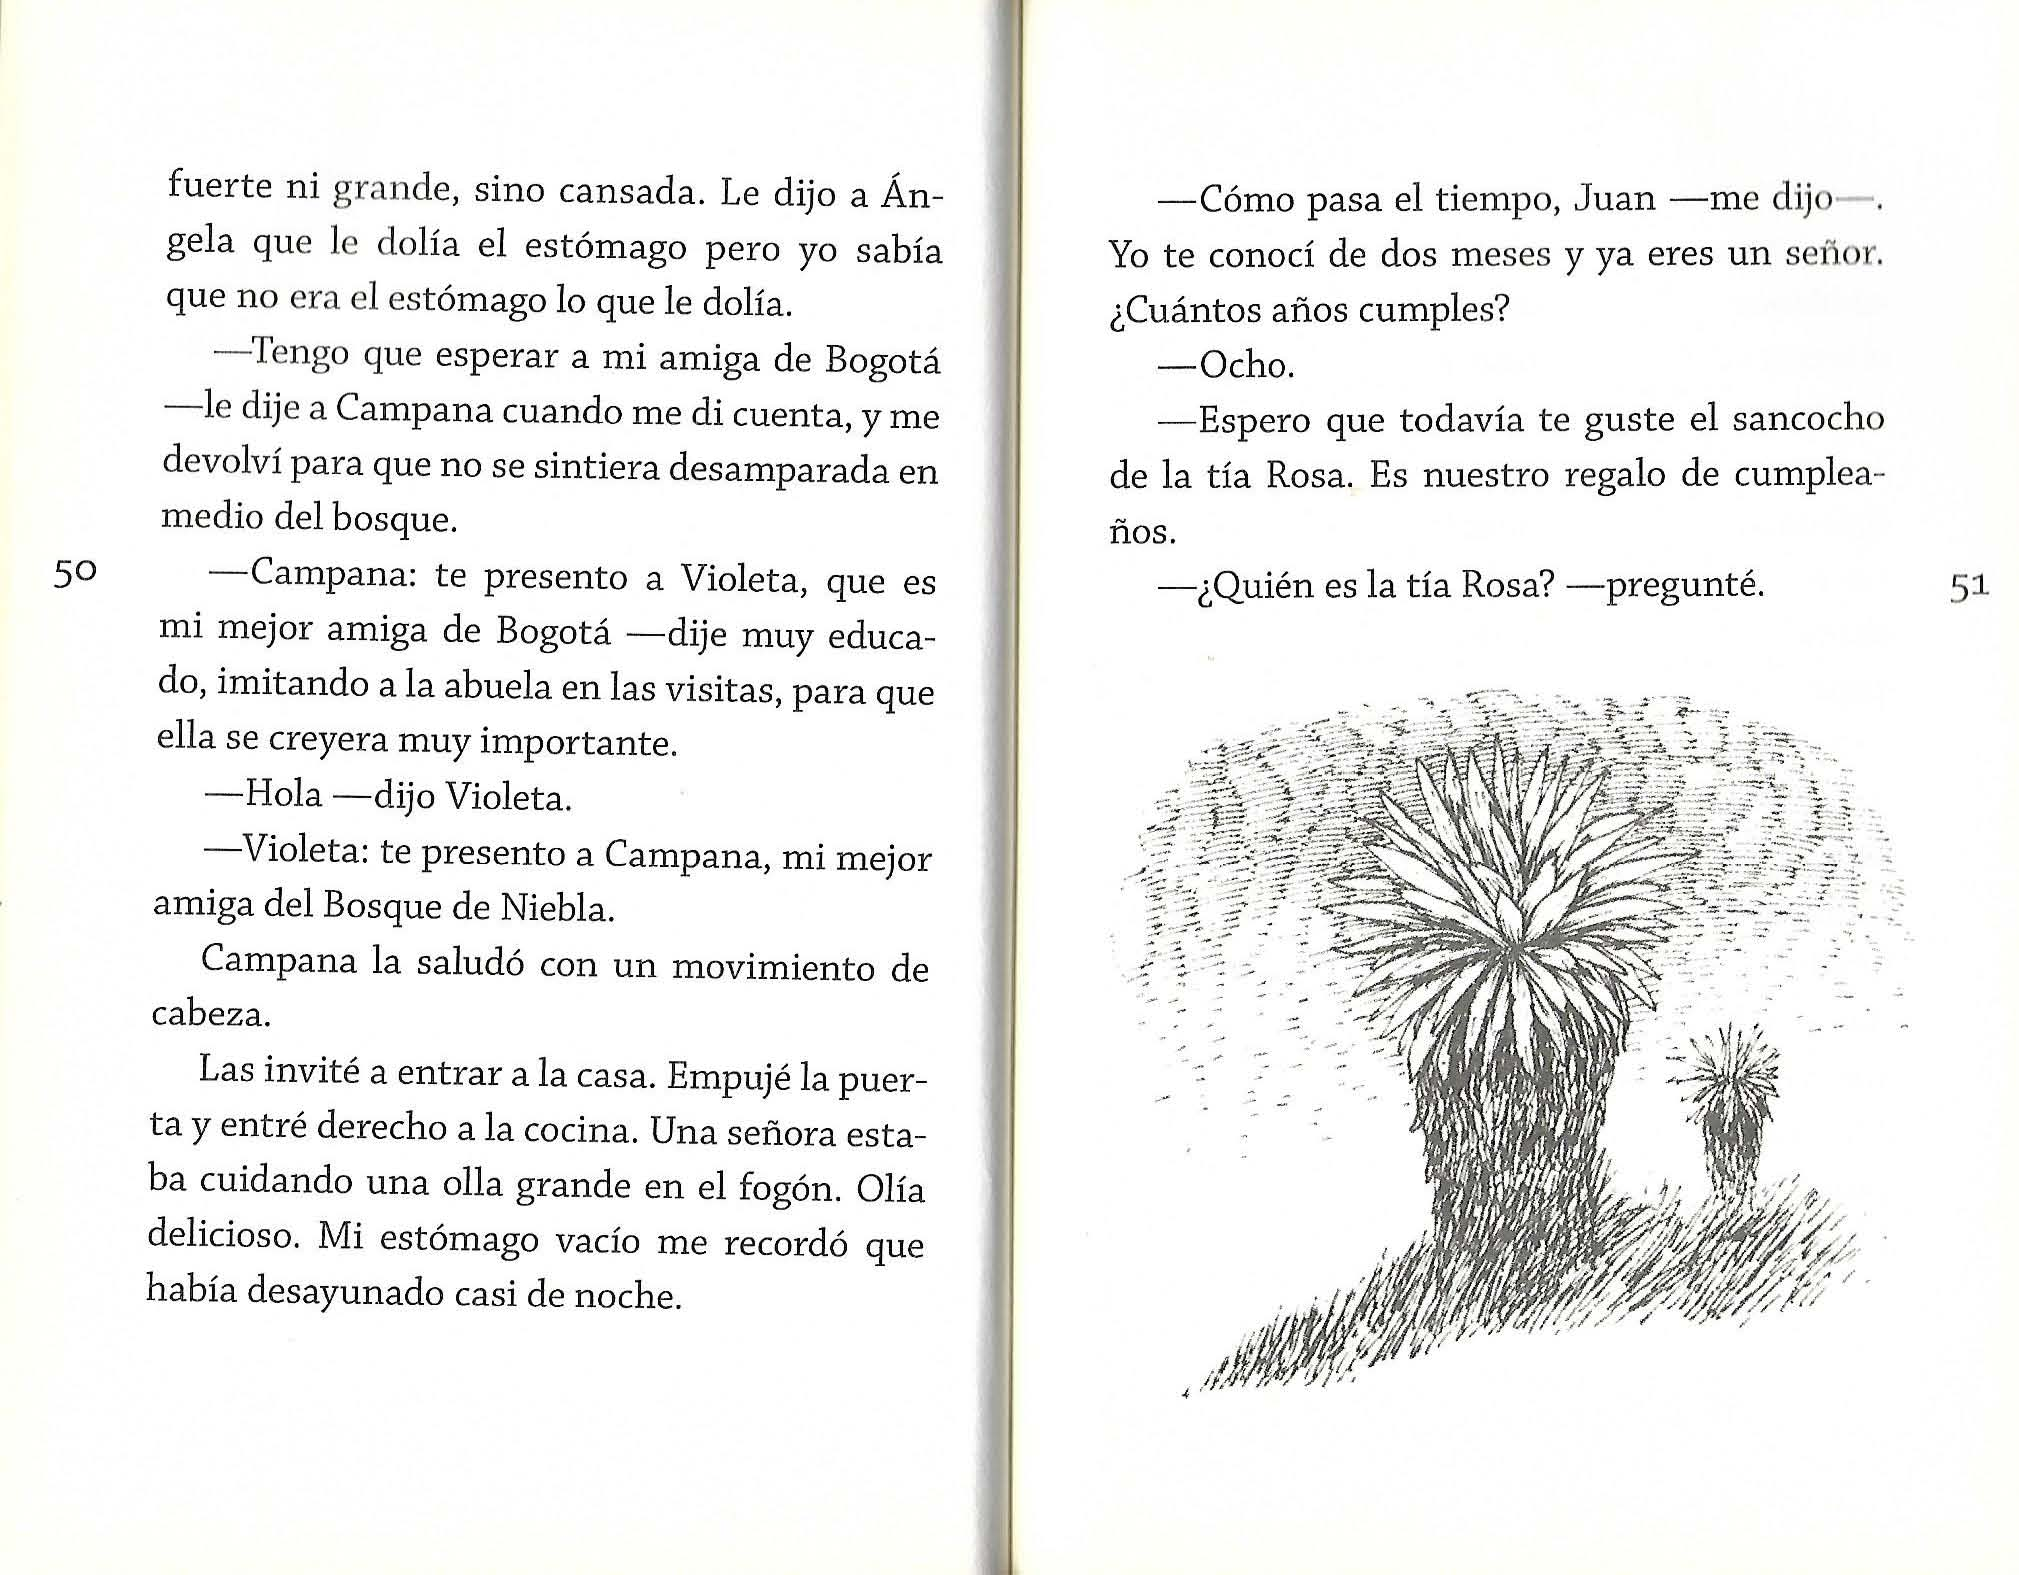 fuerte ni grande, sino cansada. Le dijo a Án-
gela que le dolía el estómago pero yo sabía
que no era el estómago lo que le dolía.
—Tengo que esperar a mi amiga de Bogotá
—le dije a Campana cuando me di cuenta, y me
devolví para que no se sintiera desamparada en
medio del bosque.
50
—Campana: te presento a Violeta, que es
mi mejor amiga de Bogotá —dije muy educa-
do, imitando a la abuela en las visitas, para que
ella se creyera muy importante.
—Hola —dijo Violeta.
—Violeta: te presento a Campana, mi mejor
amiga del Bosque de Niebla.
Campana la saludó con un movimiento de
cabeza.
Las invité a entrar a la casa. Empujé la puer-
ta y entré derecho a la cocina. Una señora esta-
ba cuidando una olla grande en el fogón. Olía
delicioso. Mi estómago vacío me recordó que
había desayunado casi de noche.
—Cómo pasa el tiempo, Juan —me dijo—.
Yo te conocí de dos meses y ya eres un señor.
¿Cuántos años cumples?
—Ocho.
—Espero que todavía te guste el sancocho
de la tía Rosa. Es nuestro regalo de cumplea-
ños.
—¿Quién es la tía Rosa? —pregunté.
51